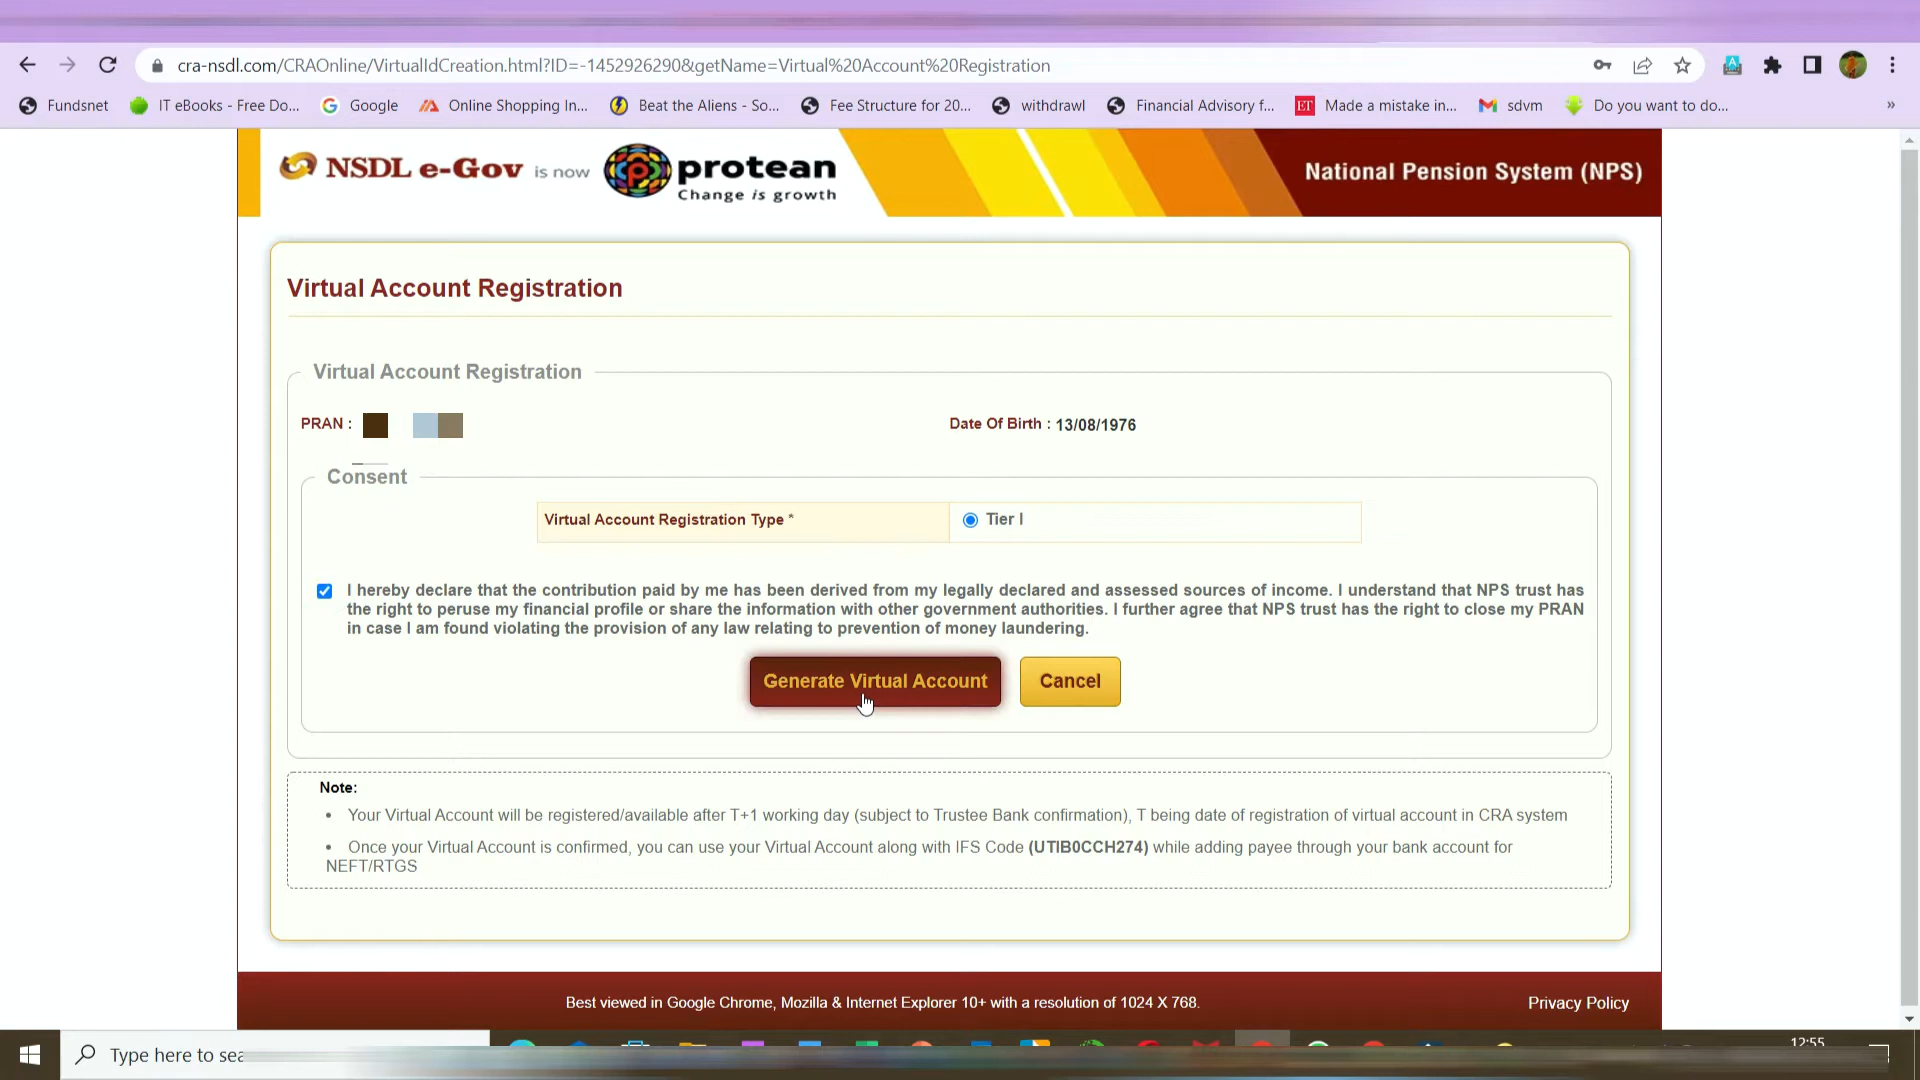 cra-nsdl.com/CRAOnline/VirtualIdCreation.html?ID=-1452926290&getName=Virtual%20Account%20Registration
Fundsnet IT eBooks - Free Do... Google Online Shopping In... Beat the Aliens - So... Fee Structure for 20... withdrawl Financial Advisory f... ET Made a mistake in... sdvm Do you want to do... »
NSDL e-Gov is now protean
Change is growth
National Pension System (NPS)
Virtual Account Registration
Virtual Account Registration
PRAN : Date Of Birth : 13/08/1976
Consent
Virtual Account Registration Type * Tier I
I hereby declare that the contribution paid by me has been derived from my legally declared and assessed sources of income. I understand that NPS trust has
the right to peruse my financial profile or share the information with other government authorities. I further agree that NPS trust has the right to close my PRAN
in case I am found violating the provision of any law relating to prevention of money laundering.
Generate Virtual Account Cancel
Note:
• Your Virtual Account will be registered/available after T+1 working day (subject to Trustee Bank confirmation), T being date of registration of virtual account in CRA system
• Once your Virtual Account is confirmed, you can use your Virtual Account along with IFS Code (UTIB0CCH274) while adding payee through your bank account for
NEFT/RTGS
Best viewed in Google Chrome, Mozilla & Internet Explorer 10+ with a resolution of 1024 X 768. Privacy Policy
Type here to sea 12:55